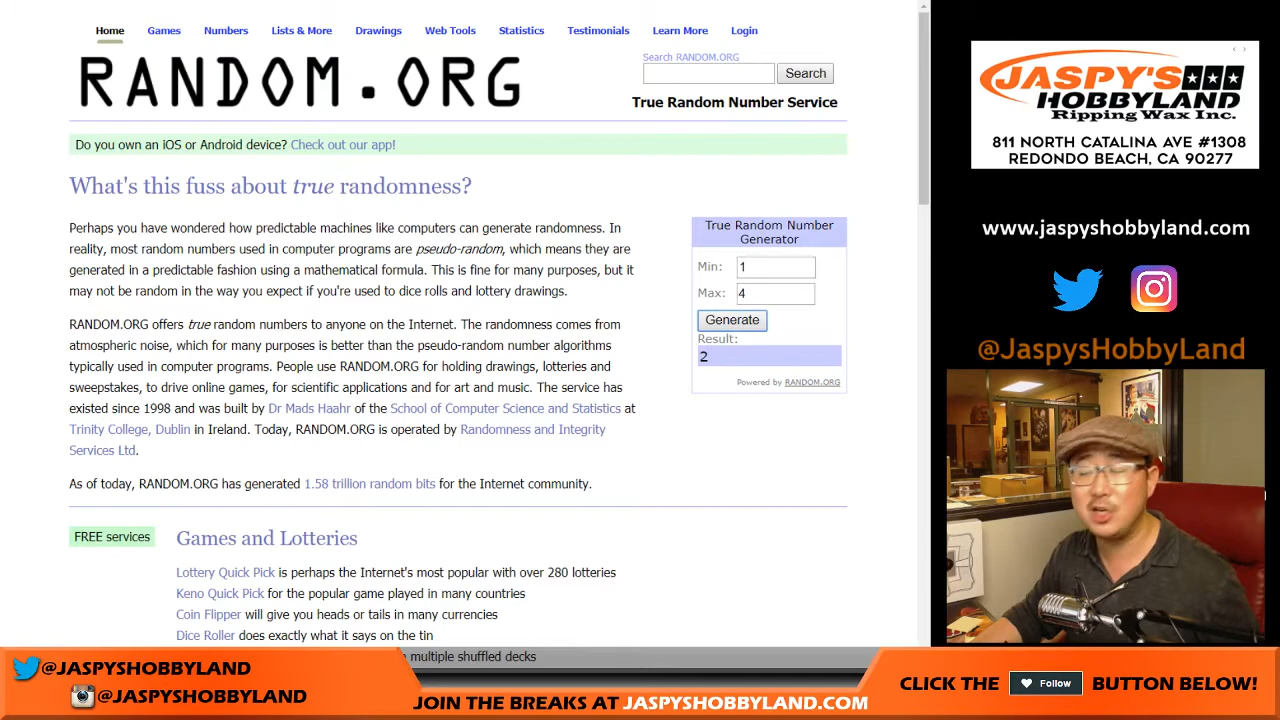 Home Games Numbers Lists & More Drawings Web Tools Statistics Testimonials Learn More Login
RANDOM.ORG
Search RANDOM.ORG
Search
True Random Number Service
Do you own an iOS or Android device? Check out our app!
What's this fuss about true randomness?
Perhaps you have wondered how predictable machines like computers can generate randomness. In
reality, most random numbers used in computer programs are pseudo-random, which means they are
generated in a predictable fashion using a mathematical formula. This is fine for many purposes, but it
may not be random in the way you expect if you're used to dice rolls and lottery drawings.
RANDOM.ORG offers true random numbers to anyone on the Internet. The randomness comes from
atmospheric noise, which for many purposes is better than the pseudo-random number algorithms
typically used in computer programs. People use RANDOM.ORG for holding drawings, lotteries and
sweepstakes, to drive online games, for scientific applications and for art and music. The service has
existed since 1998 and was built by Dr Mads Haahr of the School of Computer Science and Statistics at
Trinity College, Dublin in Ireland. Today, RANDOM.ORG is operated by Randomness and Integrity
Services Ltd.
As of today, RANDOM.ORG has generated 1.58 trillion random bits for the Internet community.
True Random Number
Generator
Min: 1
Max: 4
Generate
Result:
2
Powered by RANDOM.ORG
FREE services
Games and Lotteries
Lottery Quick Pick is perhaps the Internet's most popular with over 280 lotteries
Keno Quick Pick for the popular game played in many countries
Coin Flipper will give you heads or tails in many currencies
Dice Roller does exactly what it says on the tin
multiple shuffled decks
JASPY'S
HOBBYLAND
Ripping Wax Inc.
811 NORTH CATALINA AVE #1308
REDONDO BEACH, CA 90277
www.jaspyshobbyland.com
@JaspysHobbyLand
@JASPYSHOBBYLAND
@JASPYSHOBBYLAND
JOIN THE BREAKS AT JASPYSHOBBYLAND.COM
CLICK THE Follow BUTTON BELOW!